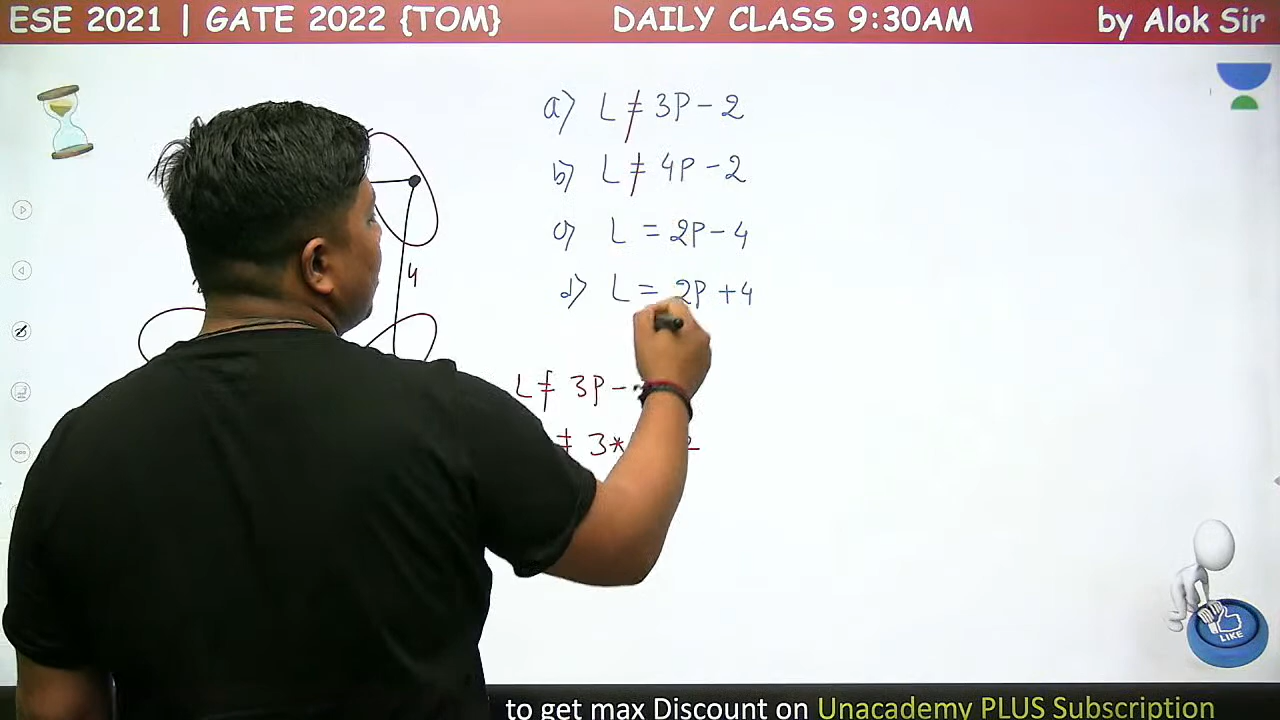 ESE 2021 | GATE 2022 {TOM} DAILY CLASS 9:30AM by Alok Sir
a) L ≠ 3P - 2
b) L ≠ 4P - 2
c) L = 2P - 4
d) L = 2P + 4
4
L ≠ 3P -
≠ 3*
LIKE
to get max Discount on Unacademy PLUS Subscription